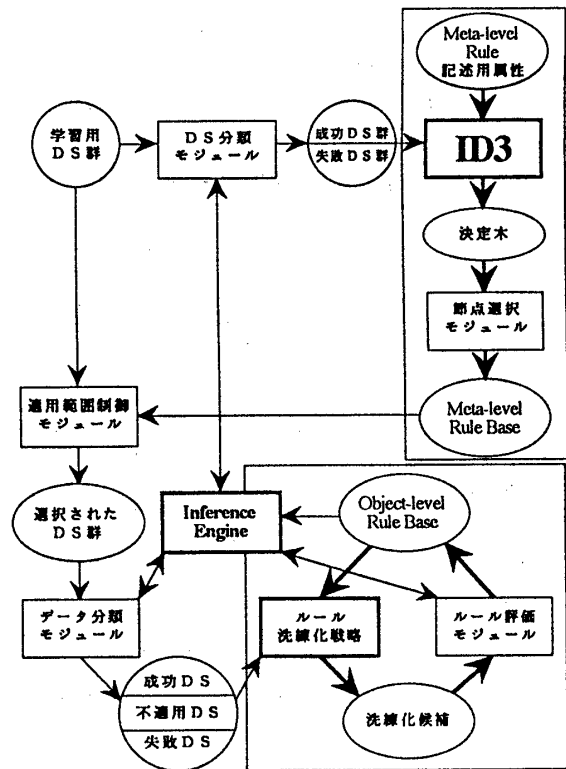 Meta-level
Rule
記述用属性
学習用
DS群
DS分類
モジュール
成功DS群
失敗DS群
ID3
決定木
節点選択
モジュール
適用範囲制御
モジュール
Meta-level
Rule Base
選択された
DS群
Inference
Engine
Object-level
Rule Base
データ分類
モジュール
ルール
洗練化戦略
ルール評価
モジュール
成功DS
不適用DS
失敗DS
洗練化候補